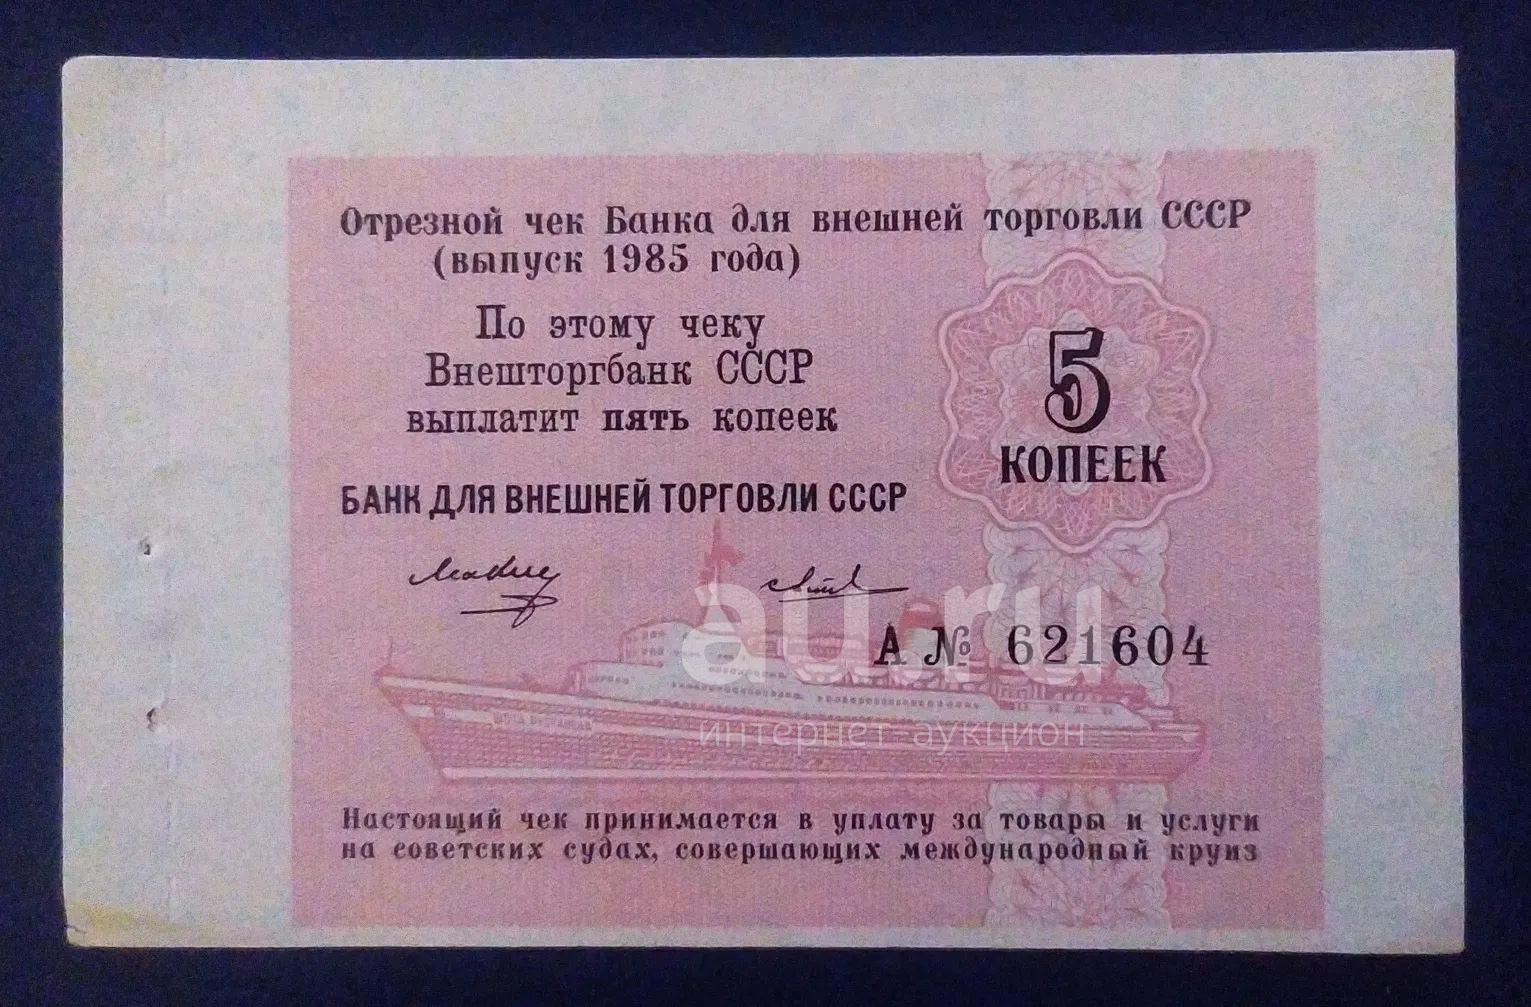 Отрезной чек Банка для внешней торговли СССР
(выпуск 1985 года)
По этому чеку
Внешторгбанк СССР
выплатит пять копеек
5
КОПЕЕК
БАНК ДЛЯ ВНЕШНЕЙ ТОРГОВЛИ СССР
А № 621604
au.ru
интернет-аукцион
Настоящий чек принимается в уплату за товары и услуги
на советских судах, совершающих международный круиз